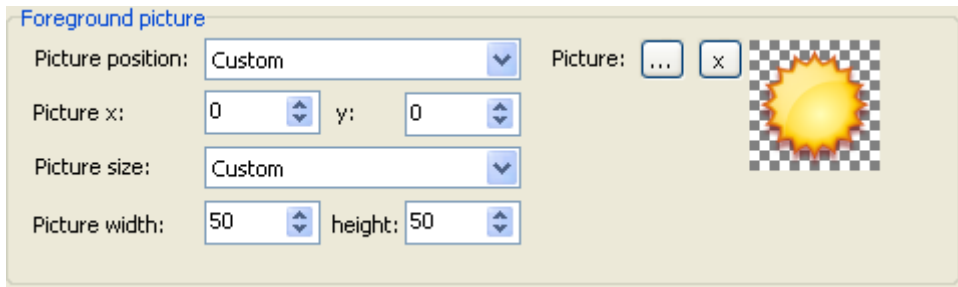 Foreground picture
Picture position: Custom Picture: ... x
Picture x: 0 y: 0
Picture size: Custom
Picture width: 50 height: 50